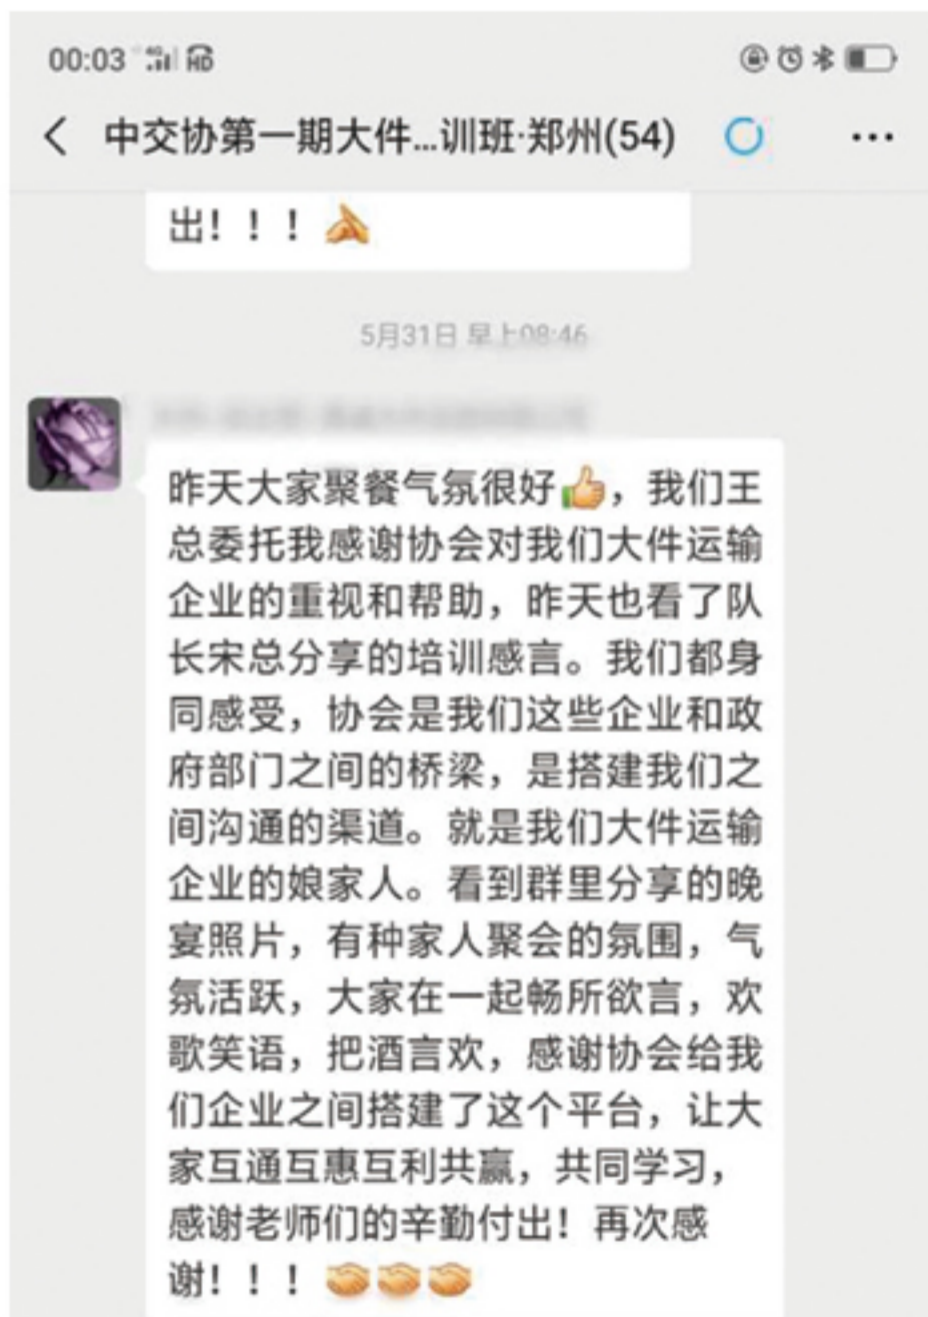 00:03 4G HD
中交协第一期大件...训班·郑州(54)
出！！！
5月31日 早上08:46
昨天大家聚餐气氛很好，我们王
总委托我感谢协会对我们大件运输
企业的重视和帮助，昨天也看了队
长宋总分享的培训感言。我们都身
同感受，协会是我们这些企业和政
府部门之间的桥梁，是搭建我们之
间沟通的渠道。就是我们大件运输
企业的娘家人。看到群里分享的晚
宴照片，有种家人聚会的氛围，气
氛活跃，大家在一起畅所欲言，欢
歌笑语，把酒言欢，感谢协会给我
们企业之间搭建了这个平台，让大
家互通互惠互利共赢，共同学习，
感谢老师们的辛勤付出！再次感
谢！！！